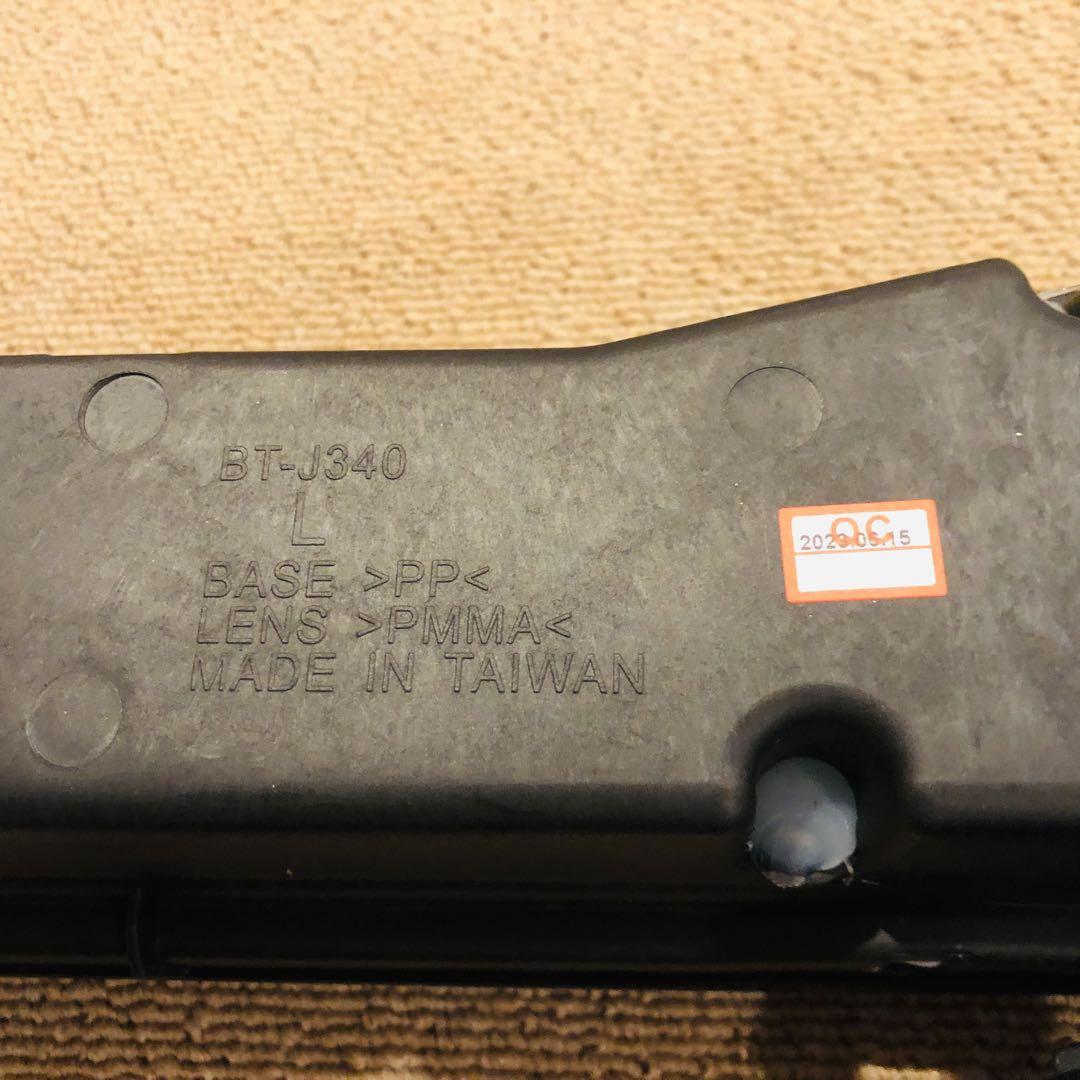 BT-J340
L
BASE >PP<
LENS >PMMA<
MADE IN TAIWAN
QC